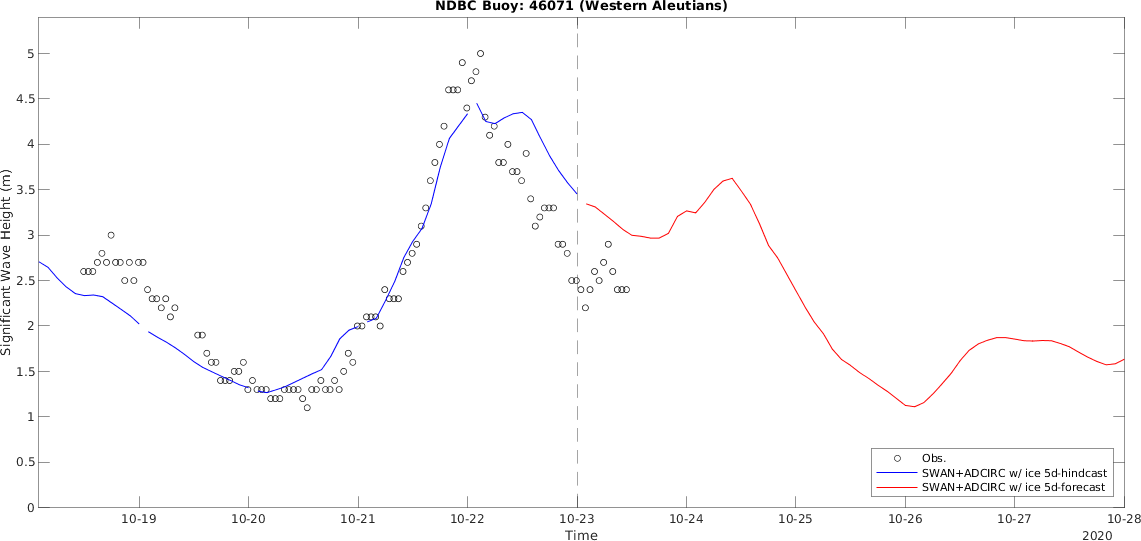 NDBC Buoy: 46071 (Western Aleutians)
Significant Wave Height (m)
5
4.5
4
3.5
3
2.5
2
1.5
1
0.5
0
Obs.
SWAN+ADCIRC w/ ice 5d-hindcast
SWAN+ADCIRC w/ ice 5d-forecast
10-19 10-20 10-21 10-22 10-23 10-24 10-25 10-26 10-27 10-28
Time
2020